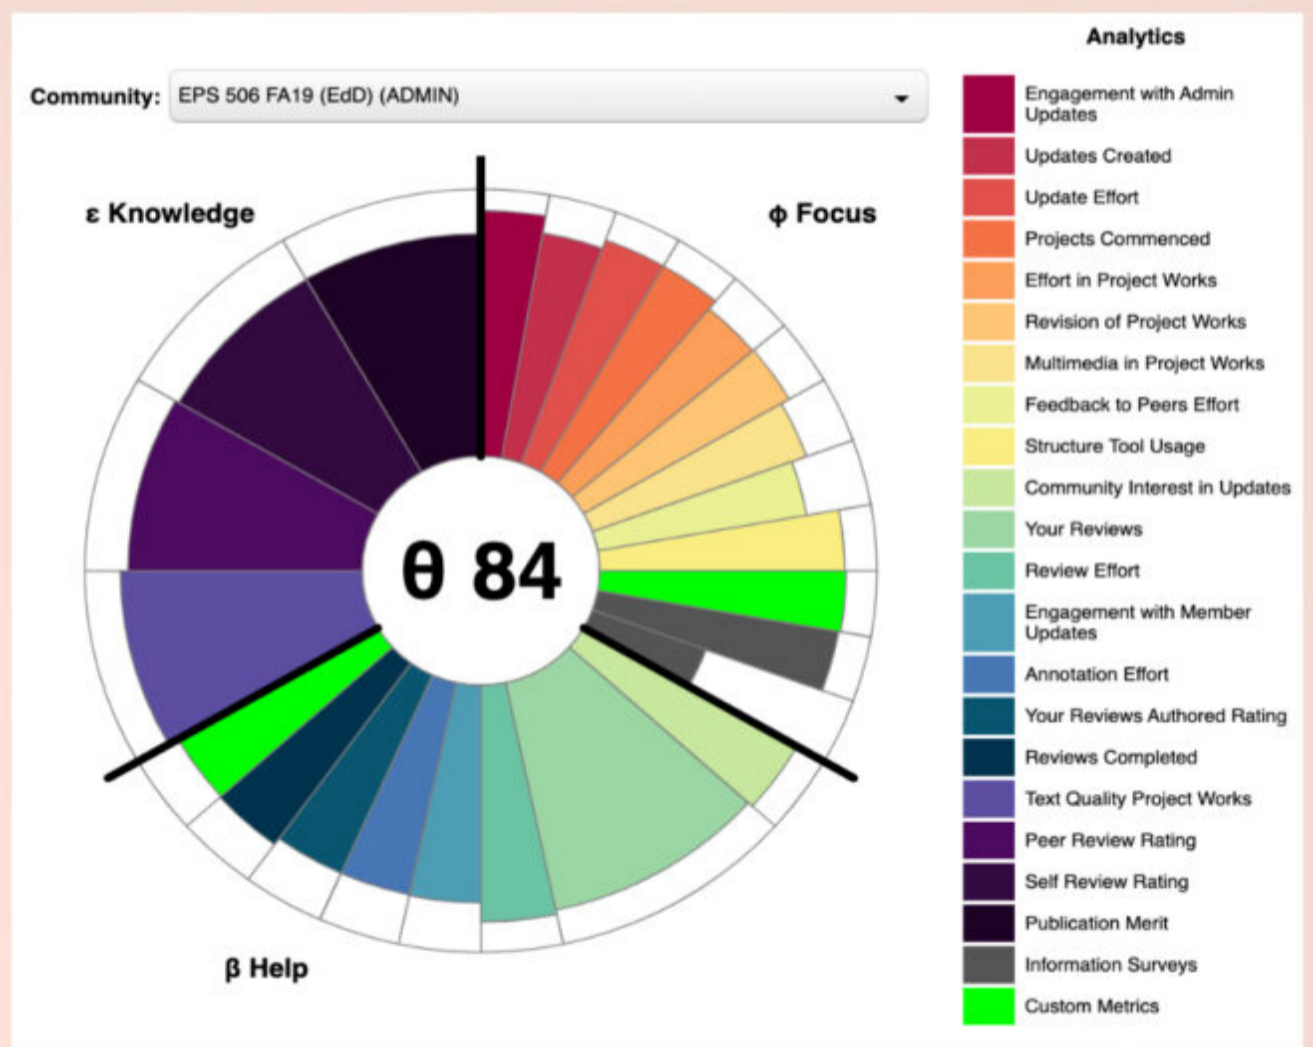 Community: EPS 506 FA19 (EdD) (ADMIN)
ε Knowledge
ϕ Focus
θ 84
β Help
Analytics
Engagement with Admin
Updates
Updates Created
Update Effort
Projects Commenced
Effort in Project Works
Revision of Project Works
Multimedia in Project Works
Feedback to Peers Effort
Structure Tool Usage
Community Interest in Updates
Your Reviews
Review Effort
Engagement with Member
Updates
Annotation Effort
Your Reviews Authored Rating
Reviews Completed
Text Quality Project Works
Peer Review Rating
Self Review Rating
Publication Merit
Information Surveys
Custom Metrics